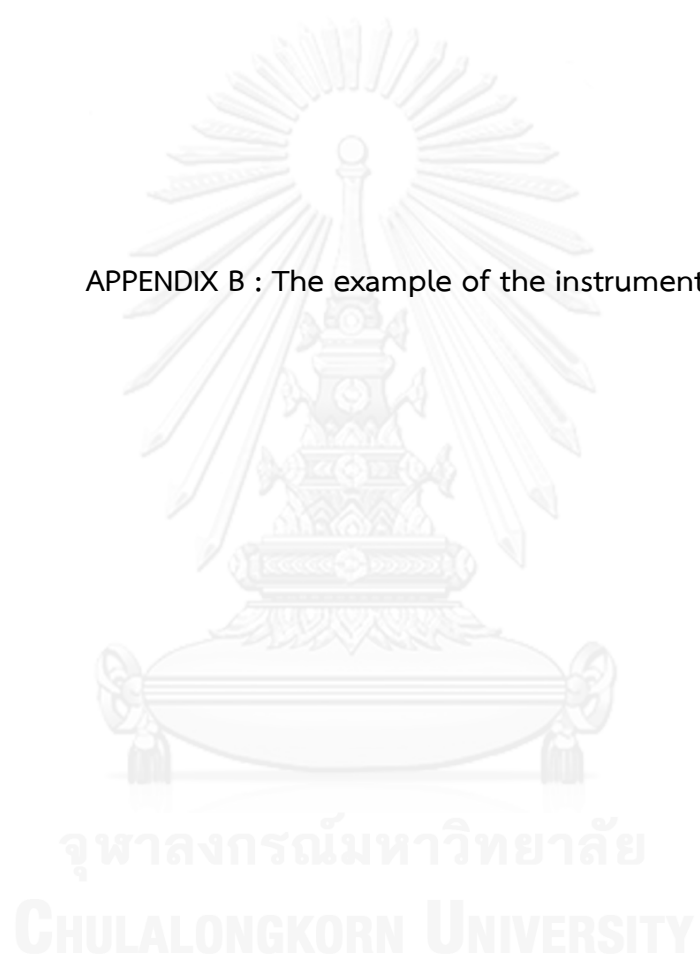 APPENDIX B : The example of the instrument
จุฬาลงกรณ์มหาวิทยาลัย
CHULALONGKORN UNIVERSITY